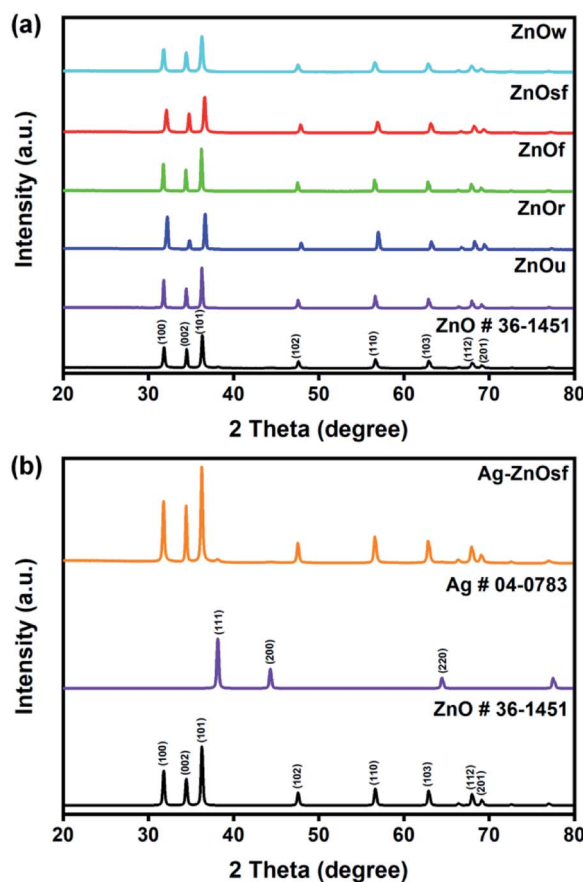 (a)
ZnOw
ZnOsf
ZnOf
ZnOr
ZnOu
ZnO # 36-1451
(100)
(002)
(101)
(102)
(110)
(103)
(112)
(201)
Intensity (a.u.)
20 30 40 50 60 70 80
2 Theta (degree)
(b)
Ag-ZnOsf
Ag # 04-0783
(111)
(200)
(220)
ZnO # 36-1451
(100)
(002)
(101)
(102)
(110)
(103)
(112)
(201)
Intensity (a.u.)
20 30 40 50 60 70 80
2 Theta (degree)